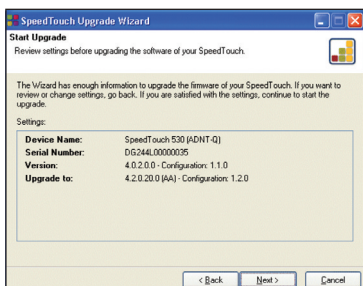 SpeedTouch Upgrade Wizard
Start Upgrade
Review settings before upgrading the software of your SpeedTouch.
The Wizard has enough information to upgrade the firmware of your SpeedTouch. If you want to
review or change settings, go back. If you are satisfied with the settings, continue to start the
upgrade.
Settings:
Device Name: SpeedTouch 530 (ADNT-Q)
Serial Number: DG244L00000035
Version: 4.0.2.0.0 - Configuration: 1.1.0
Upgrade to: 4.2.0.20.0 (AA) - Configuration: 1.2.0
< Back
Next >
Cancel